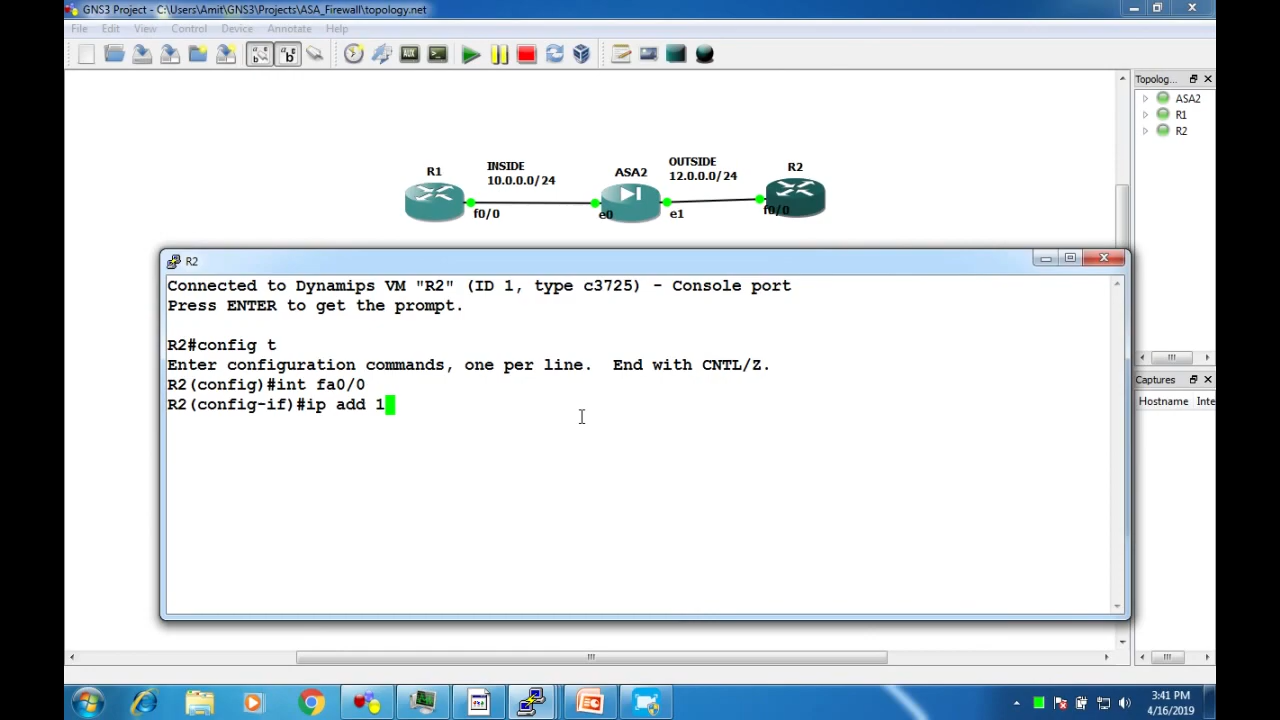 GNS3 Project - C:\Users\Amit\GNS3\Projects\ASA_Firewall\topology.net
File Edit View Control Device Annotate Help
AUX
Topolog...
ASA2
R1
R2
R1
INSIDE
10.0.0.0/24
ASA2
OUTSIDE
12.0.0.0/24
R2
f0/0
e0
e1
f0/0
R2
Connected to Dynamips VM "R2" (ID 1, type c3725) - Console port
Press ENTER to get the prompt.
R2#config t
Enter configuration commands, one per line.  End with CNTL/Z.
R2(config)#int fa0/0
R2(config-if)#ip add 1
Captures
Hostname Inte
3:41 PM
4/16/2019